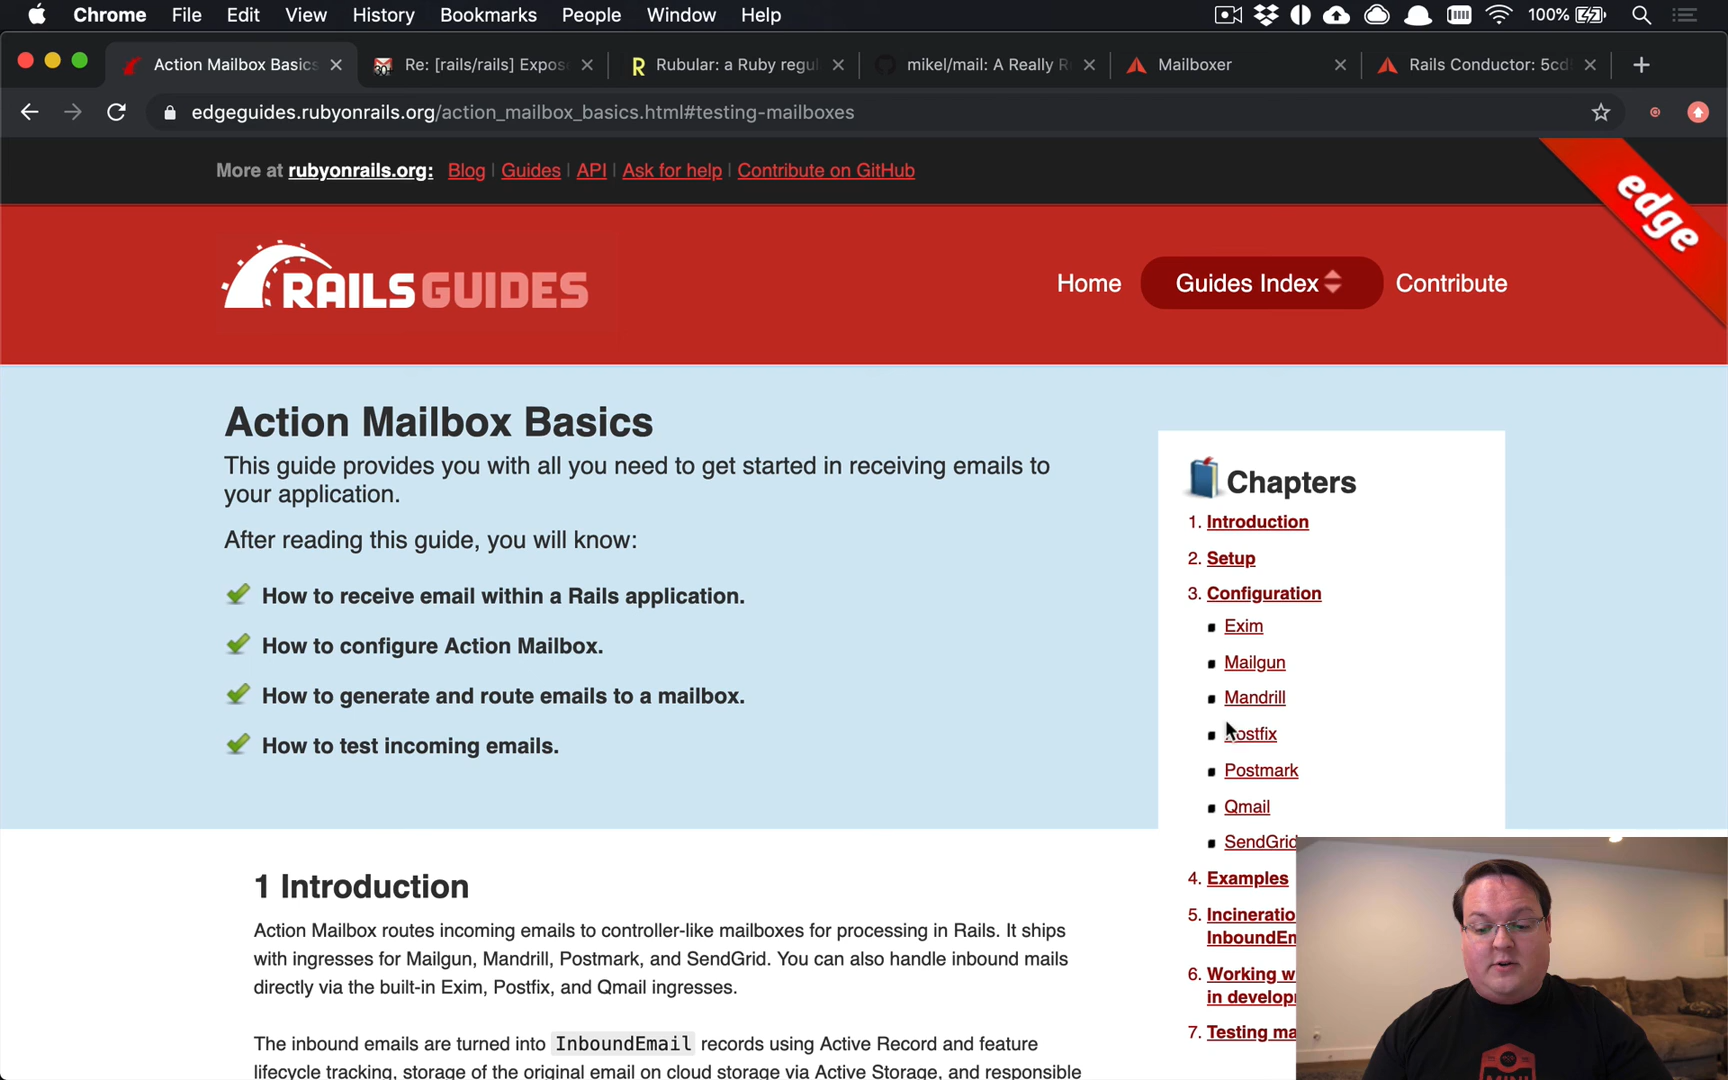 Chrome File Edit View History Bookmarks People Window Help 100%
Action Mailbox Basics Re: [rails/rails] Expos Rubular: a Ruby regu mikel/mail: A Really R Mailboxer Rails Conductor: 5cd
edgeguides.rubyonrails.org/action_mailbox_basics.html#testing-mailboxes
More at rubyonrails.org: Blog | Guides | API | Ask for help | Contribute on GitHub
edge
RAILS GUIDES
Home Guides Index Contribute
Action Mailbox Basics
This guide provides you with all you need to get started in receiving emails to
your application.
After reading this guide, you will know:
How to receive email within a Rails application.
How to configure Action Mailbox.
How to generate and route emails to a mailbox.
How to test incoming emails.
Chapters
1. Introduction
2. Setup
3. Configuration
Exim
Mailgun
Mandrill
Postfix
Postmark
Qmail
SendGrid
4. Examples
5. Incineratio
InboundEm
6. Working w
in develop
7. Testing ma
1 Introduction
Action Mailbox routes incoming emails to controller-like mailboxes for processing in Rails. It ships
with ingresses for Mailgun, Mandrill, Postmark, and SendGrid. You can also handle inbound mails
directly via the built-in Exim, Postfix, and Qmail ingresses.
The inbound emails are turned into InboundEmail records using Active Record and feature
lifecycle tracking, storage of the original email on cloud storage via Active Storage, and responsible